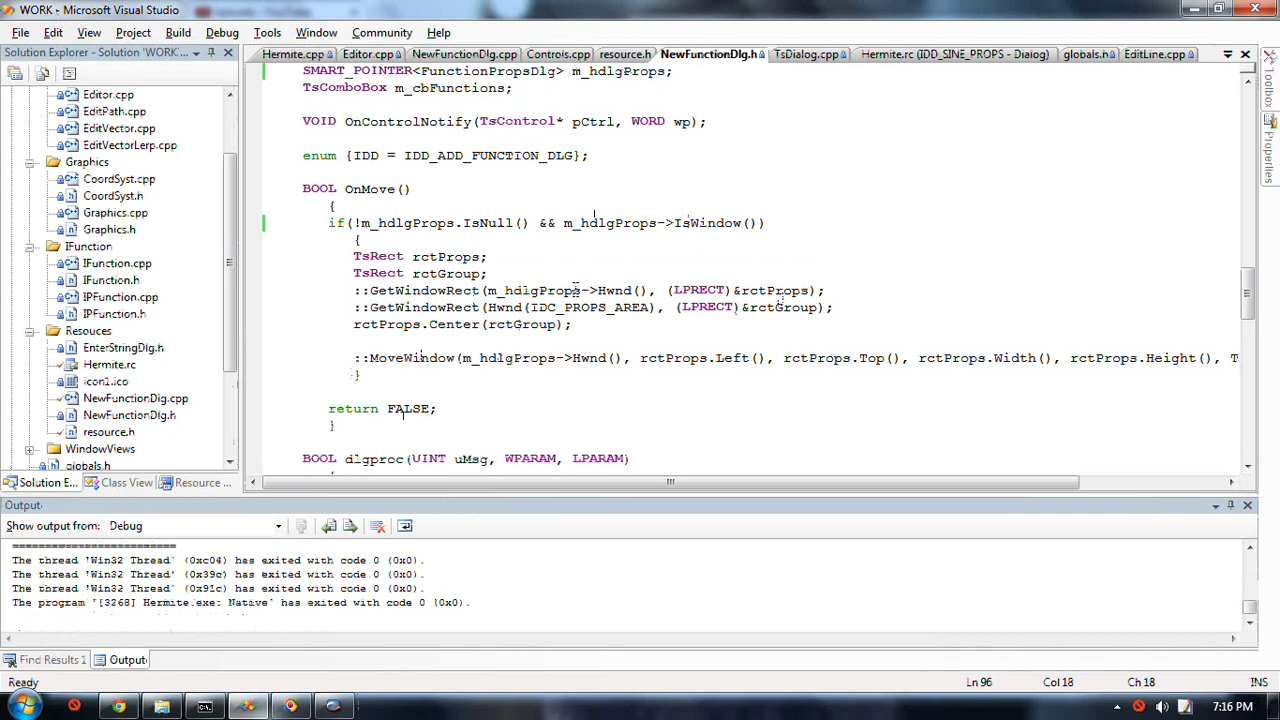 WORK - Microsoft Visual Studio
File Edit View Project Build Debug Tools Window Community Help
Solution Explorer - Solution 'WORK'...
Hermite.cpp Editor.cpp NewFunctionDlg.cpp Controls.cpp resource.h NewFunctionDlg.h TsDialog.cpp Hermite.rc (IDD_SINE_PROPS - Dialog) globals.h EditLine.cpp
Editor.cpp
EditPath.cpp
EditVector.cpp
EditVectorLerp.cpp
Graphics
CoordSyst.cpp
CoordSyst.h
Graphics.cpp
Graphics.h
IFunction
IFunction.cpp
IFunction.h
IPFunction.cpp
IPFunction.h
Resouces
EnterStringDlg.h
Hermite.rc
icon1.ico
NewFunctionDlg.cpp
NewFunctionDlg.h
resource.h
WindowViews
globals.h
Solution E... Class View Resource ...
SMART_POINTER<FunctionPropsDlg> m_hdlgProps;
TsComboBox m_cbFunctions;
VOID OnControlNotify(TsControl* pCtrl, WORD wp);
enum {IDD = IDD_ADD_FUNCTION_DLG};
BOOL OnMove()
{
if(!m_hdlgProps.IsNull() && m_hdlgProps->IsWindow())
{
TsRect rctProps;
TsRect rctGroup;
::GetWindowRect(m_hdlgProps->Hwnd(), (LPRECT)&rctProps);
::GetWindowRect(Hwnd(IDC_PROPS_AREA), (LPRECT)&rctGroup);
rctProps.Center(rctGroup);
::MoveWindow(m_hdlgProps->Hwnd(), rctProps.Left(), rctProps.Top(), rctProps.Width(), rctProps.Height(), T
}
return FALSE;
}
BOOL dlgproc(UINT uMsg, WPARAM, LPARAM)
Toolbox
Properties
Output
Show output from: Debug
=========================
The thread 'Win32 Thread' (0xc04) has exited with code 0 (0x0).
The thread 'Win32 Thread' (0x39c) has exited with code 0 (0x0).
The thread 'Win32 Thread' (0x91c) has exited with code 0 (0x0).
The program '[3268] Hermite.exe: Native' has exited with code 0 (0x0).
Find Results 1 Output
Ready Ln 96 Col 18 Ch 18 INS
7:16 PM